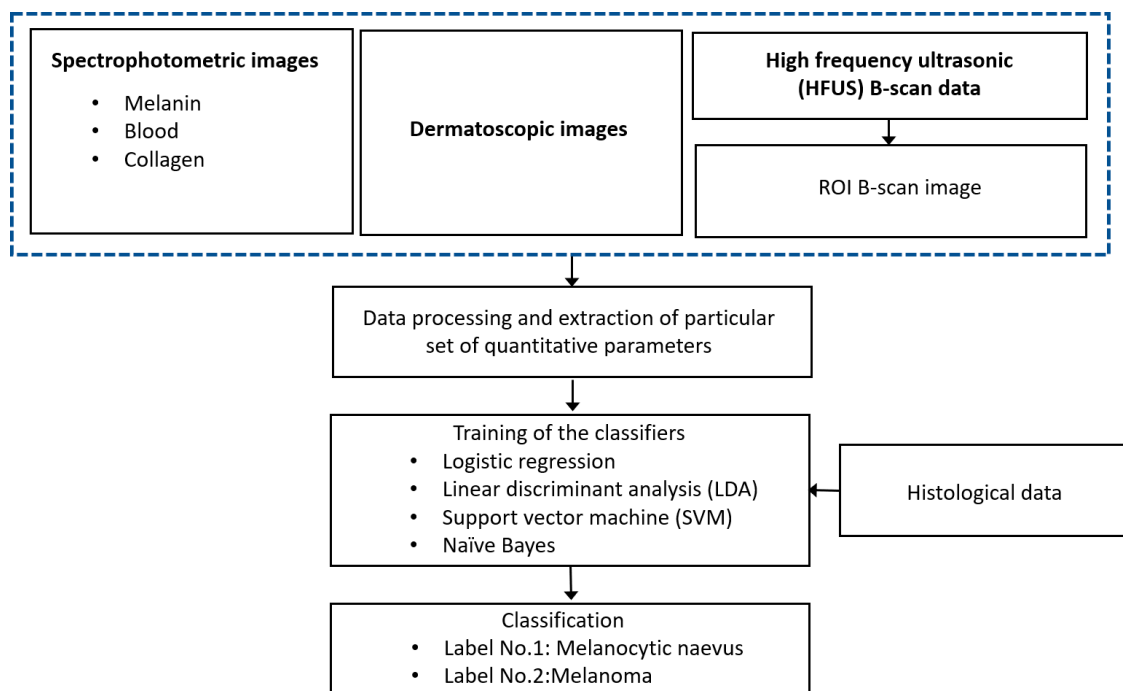 Spectrophotometric images
• Melanin
• Blood
• Collagen
Dermatoscopic images
High frequency ultrasonic
(HFUS) B-scan data
ROI B-scan image
Data processing and extraction of particular
set of quantitative parameters
Training of the classifiers
• Logistic regression
• Linear discriminant analysis (LDA)
• Support vector machine (SVM)
• Naïve Bayes
Histological data
Classification
• Label No.1: Melanocytic naevus
• Label No.2:Melanoma